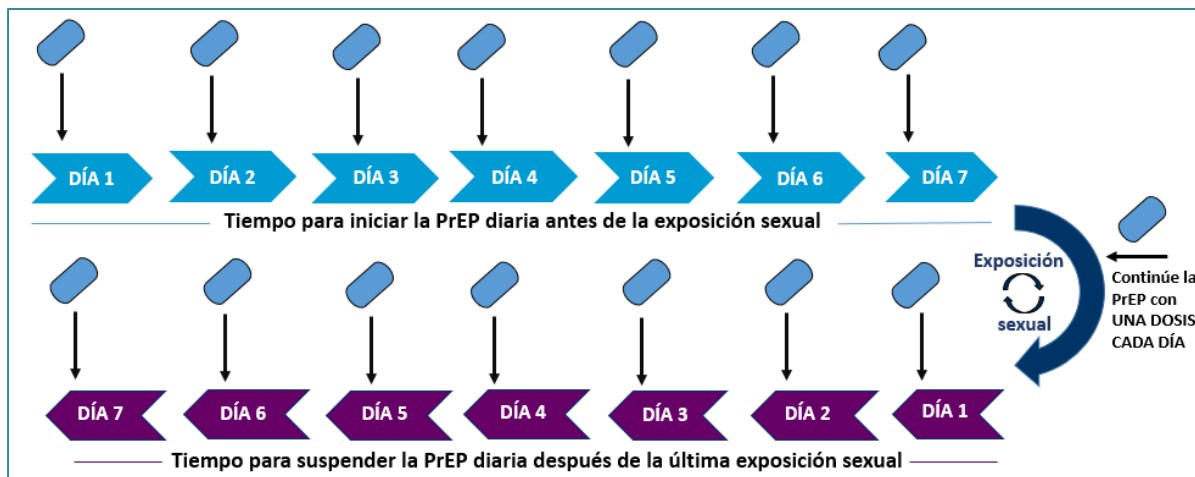 DÍA 1
DÍA 2
DÍA 3
DÍA 4
DÍA 5
DÍA 6
DÍA 7
Tiempo para iniciar la PrEP diaria antes de la exposición sexual
Exposición
sexual
Continúe la
PrEP con
UNA DOSIS
CADA DÍA
DÍA 7
DÍA 6
DÍA 5
DÍA 4
DÍA 3
DÍA 2
DÍA 1
Tiempo para suspender la PrEP diaria después de la última exposición sexual